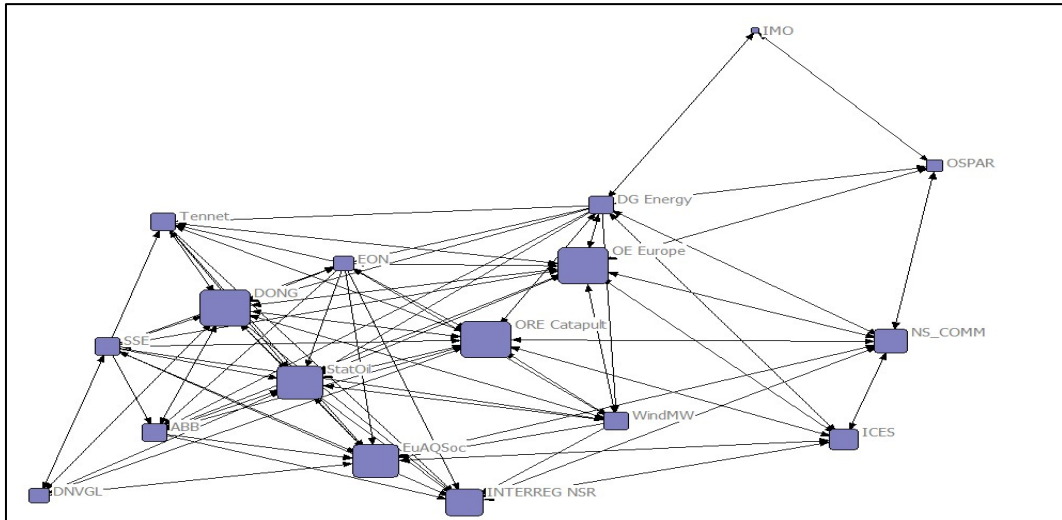 IMO
OSPAR
DG Energy
Tennet
OE Europe
EON
DONG
ORE Catapult
NS_COMM
SSE
StatOil
WindMW
ABB
ICES
EuAQSoc
DNVGL
INTERREG NSR